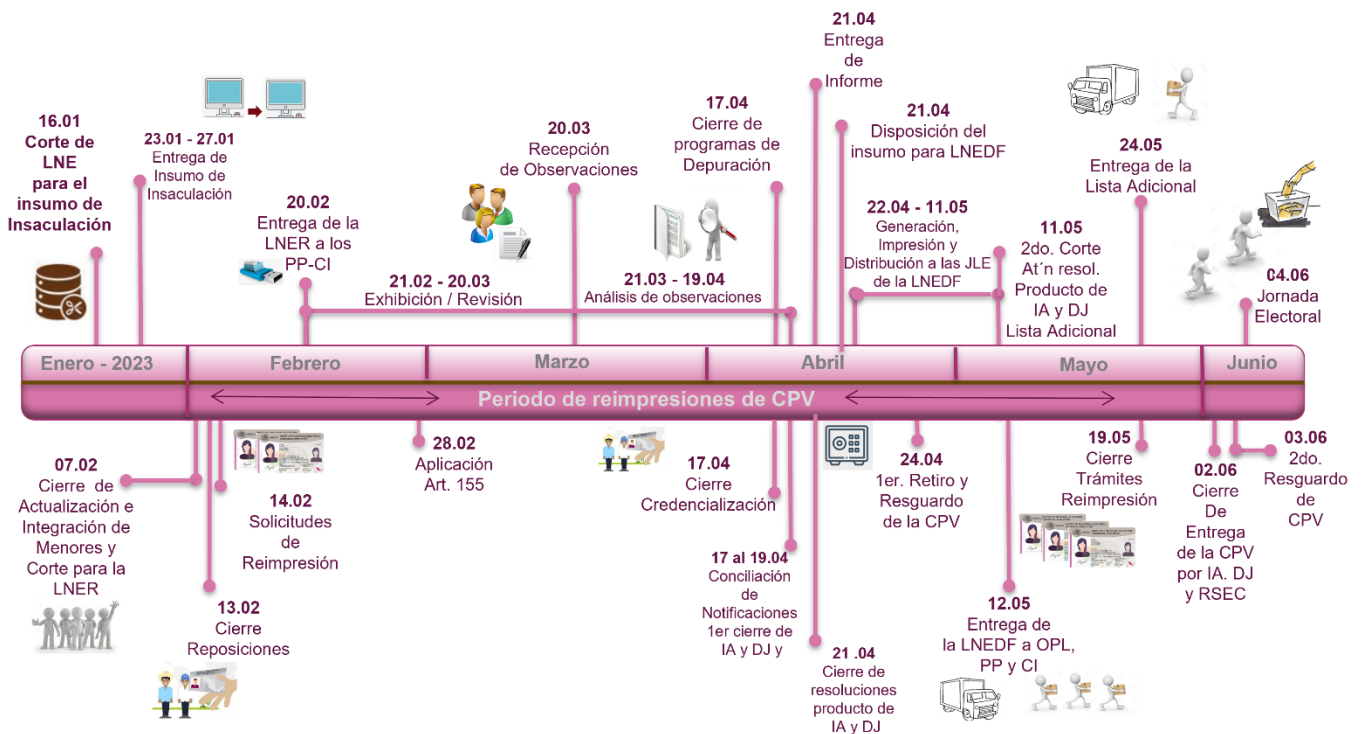 16.01
Corte de
LNE
para el
insumo de
Insaculación
23.01 - 27.01
Entrega de
Insumo de
Insaculación
20.02
Entrega de la
LNER a los
PP-CI
21.02 - 20.03
Exhibición / Revisión
20.03
Recepción
de Observaciones
21.03 - 19.04
Análisis de observaciones
17.04
Cierre de
programas de
Depuración
21.04
Entrega
de
Informe
21.04
Disposición del
insumo para LNEDF
22.04 - 11.05
Generación,
Impresión y
Distribución a las JLE
de la LNEDF
11.05
2do. Corte
At´n resol.
Producto de
IA y DJ
Lista Adicional
24.05
Entrega de la
Lista Adicional
04.06
Jornada
Electoral
Enero - 2023
Febrero
Marzo
Abril
Mayo
Junio
Periodo de reimpresiones de CPV
07.02
Cierre de
Actualización e
Integración de
Menores y
Corte para la
LNER
13.02
Cierre
Reposiciones
14.02
Solicitudes
de
Reimpresión
28.02
Aplicación
Art. 155
17.04
Cierre
Credencialización
17 al 19.04
Conciliación
de
Notificaciones
1er cierre de
IA y DJ y
21 .04
Cierre de
resoluciones
producto de
IA y DJ
24.04
1er. Retiro y
Resguardo
de la CPV
12.05
Entrega de
la LNEDF a OPL,
PP y CI
19.05
Cierre
Trámites
Reimpresión
02.06
Cierre
De
Entrega
de la CPV
por IA. DJ
y RSEC
03.06
2do.
Resguardo
de
CPV